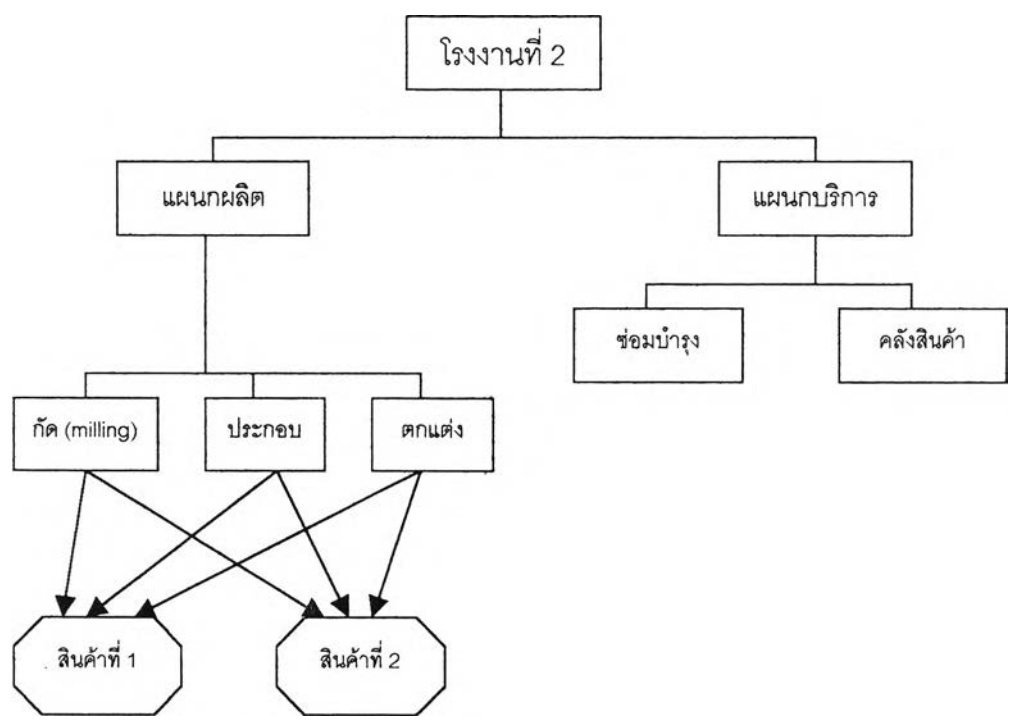 โรงงานที่ 2
แผนกผลิต
แผนกบริการ
ซ่อมบำรุง
คลังสินค้า
กัด (milling)
ประกอบ
ตกแต่ง
สินค้าที่ 1
สินค้าที่ 2